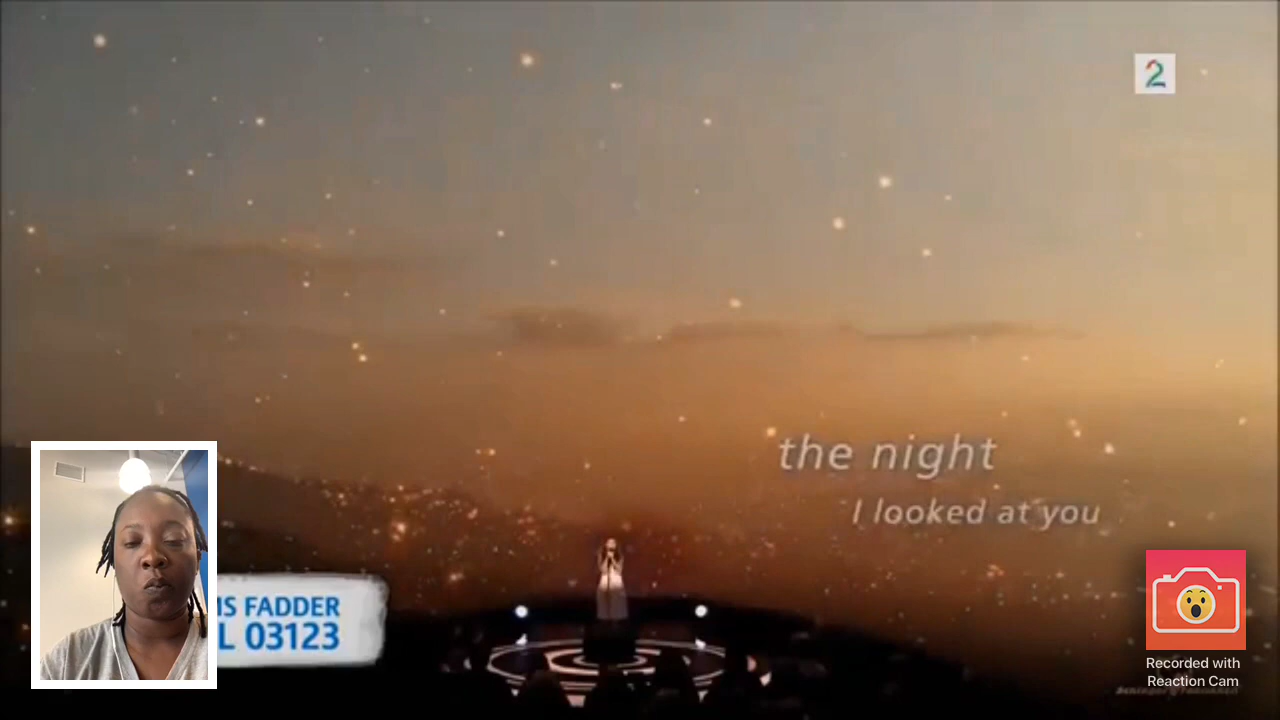 2
the night
I looked at you
IS FADDER
L 03123
Recorded with
Reaction Cam